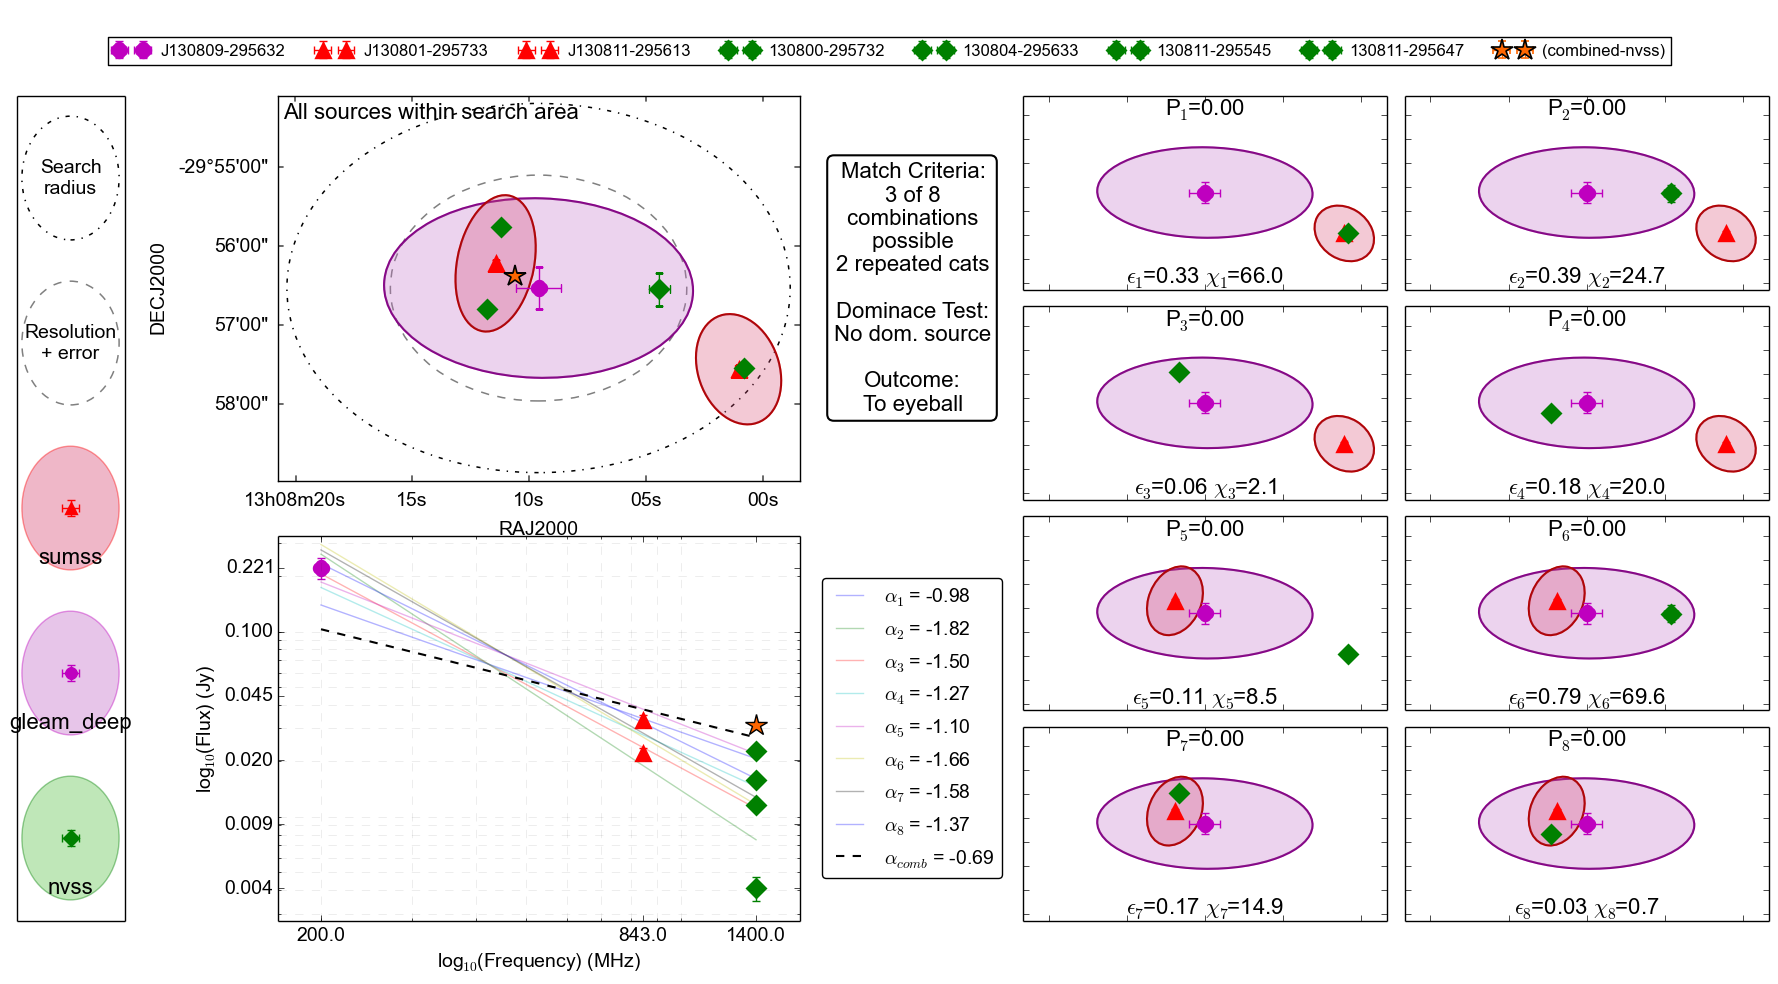 J130809-295632 J130801-295733 J130811-295613 130800-295732 130804-295633 130811-295545 130811-295647 (combined-nvss)
Search
radius
Resolution
+ error
sumss
gleam_deep
nvss
All sources within search area
DECJ2000
-29°55'00"
56'00"
57'00"
58'00"
13h08m20s 15s 10s 05s 00s
RAJ2000
Match Criteria:
3 of 8
combinations
possible
2 repeated cats
Dominace Test:
No dom. source
Outcome:
To eyeball
log₁₀(Flux) (Jy)
0.221
0.100
0.045
0.020
0.009
0.004
200.0 843.0 1400.0
log₁₀(Frequency) (MHz)
α₁ = -0.98
α₂ = -1.82
α₃ = -1.50
α₄ = -1.27
α₅ = -1.10
α₆ = -1.66
α₇ = -1.58
α₈ = -1.37
α_comb = -0.69
P₁=0.00
ϵ₁=0.33 χ₁=66.0
P₂=0.00
ϵ₂=0.39 χ₂=24.7
P₃=0.00
ϵ₃=0.06 χ₃=2.1
P₄=0.00
ϵ₄=0.18 χ₄=20.0
P₅=0.00
ϵ₅=0.11 χ₅=8.5
P₆=0.00
ϵ₆=0.79 χ₆=69.6
P₇=0.00
ϵ₇=0.17 χ₇=14.9
P₈=0.00
ϵ₈=0.03 χ₈=0.7